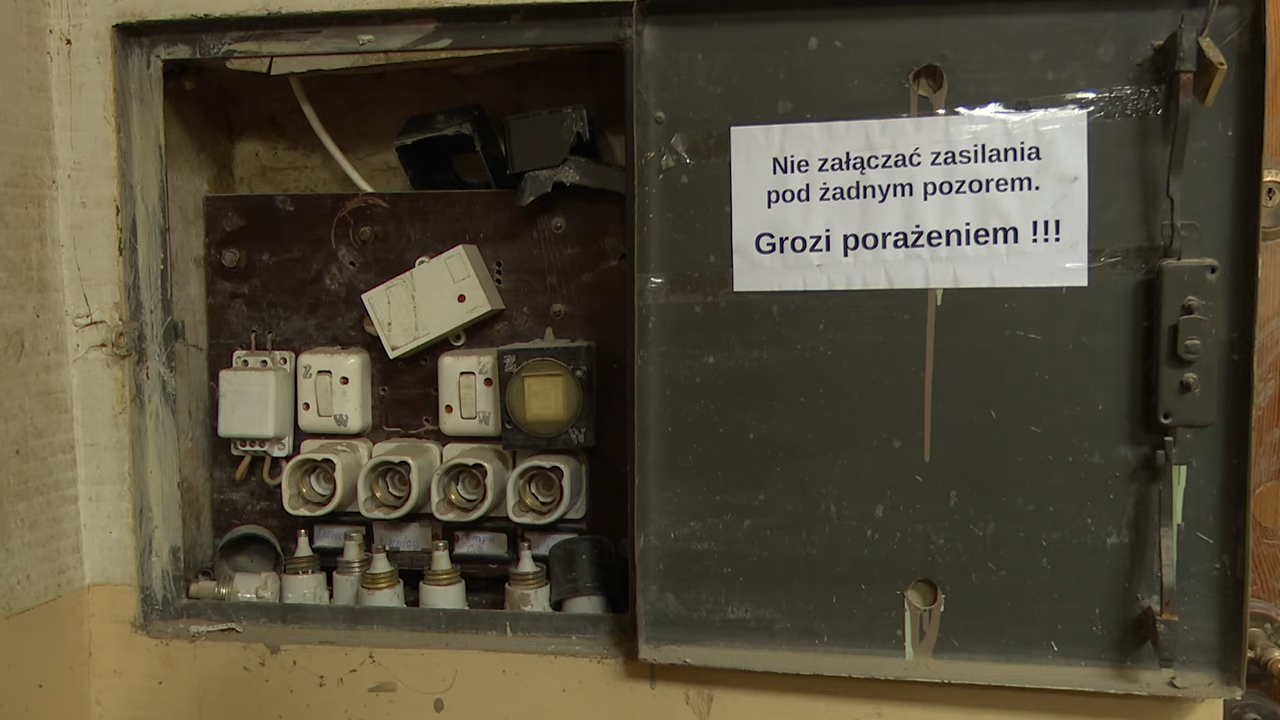 Nie załączać zasilania
pod żadnym pozorem.
Grozi porażeniem !!!
Z
W
Z
W
Z
W